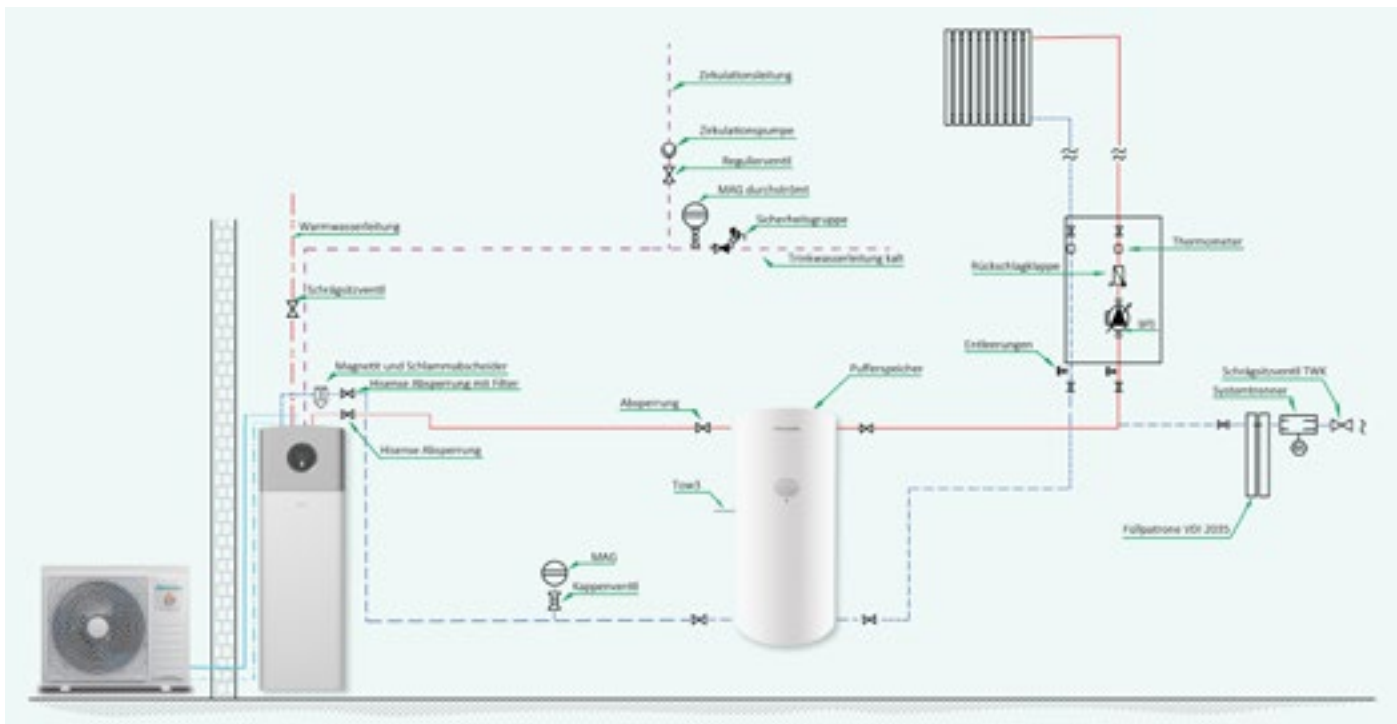 Zirkulationsleitung
Zirkulationspumpe
Regulierventil
MAG durchströmt
Sicherheitsgruppe
Warmwasserleitung
Trinkwasserleitung kalt
Thermometer
Rückschlagklappe
Schrägsitzventil
Entleerungen
Magnetit und Schlammabscheider
Hisense Absperrung mit Filter
Pufferspeicher
Schrägsitzventil TWK
Systemtrenner
Absperrung
Hisense Absperrung
Tow3
Füllpatrone VDI 2035
MAG
Kappenventil